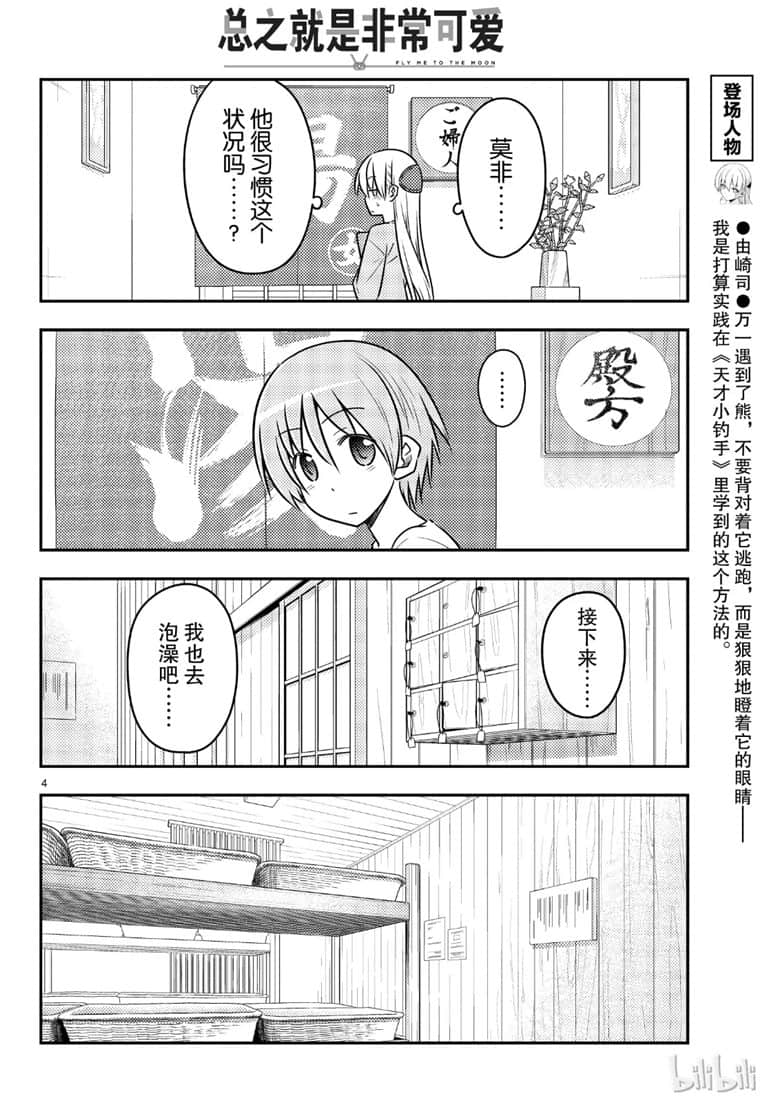 总之就是非常可爱
FLY ME TO THE MOON
登场人物
●由崎司●万一遇到了熊，不要背对着它逃跑，而是狠狠地瞪着它的眼睛——
我是打算实践在《天才小钓手》里学到的这个方法的。
莫非
……
ご婦人
他很习惯这个
状况吗……？
……
殿方
接下来……
我也去
泡澡吧……
4
bilibili